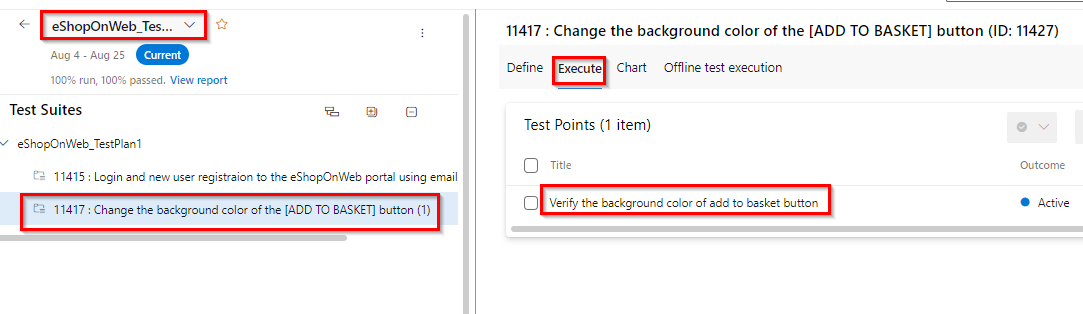 eShopOnWeb_Tes...
Aug 4 - Aug 25 Current
100% run, 100% passed. View report
Test Suites
eShopOnWeb_TestPlan1
11415 : Login and new user registraion to the eShopOnWeb portal using email
11417 : Change the background color of the [ADD TO BASKET] button (1)
11417 : Change the background color of the [ADD TO BASKET] button (ID: 11427)
Define Execute Chart Offline test execution
Test Points (1 item)
Title Outcome
Verify the background color of add to basket button Active